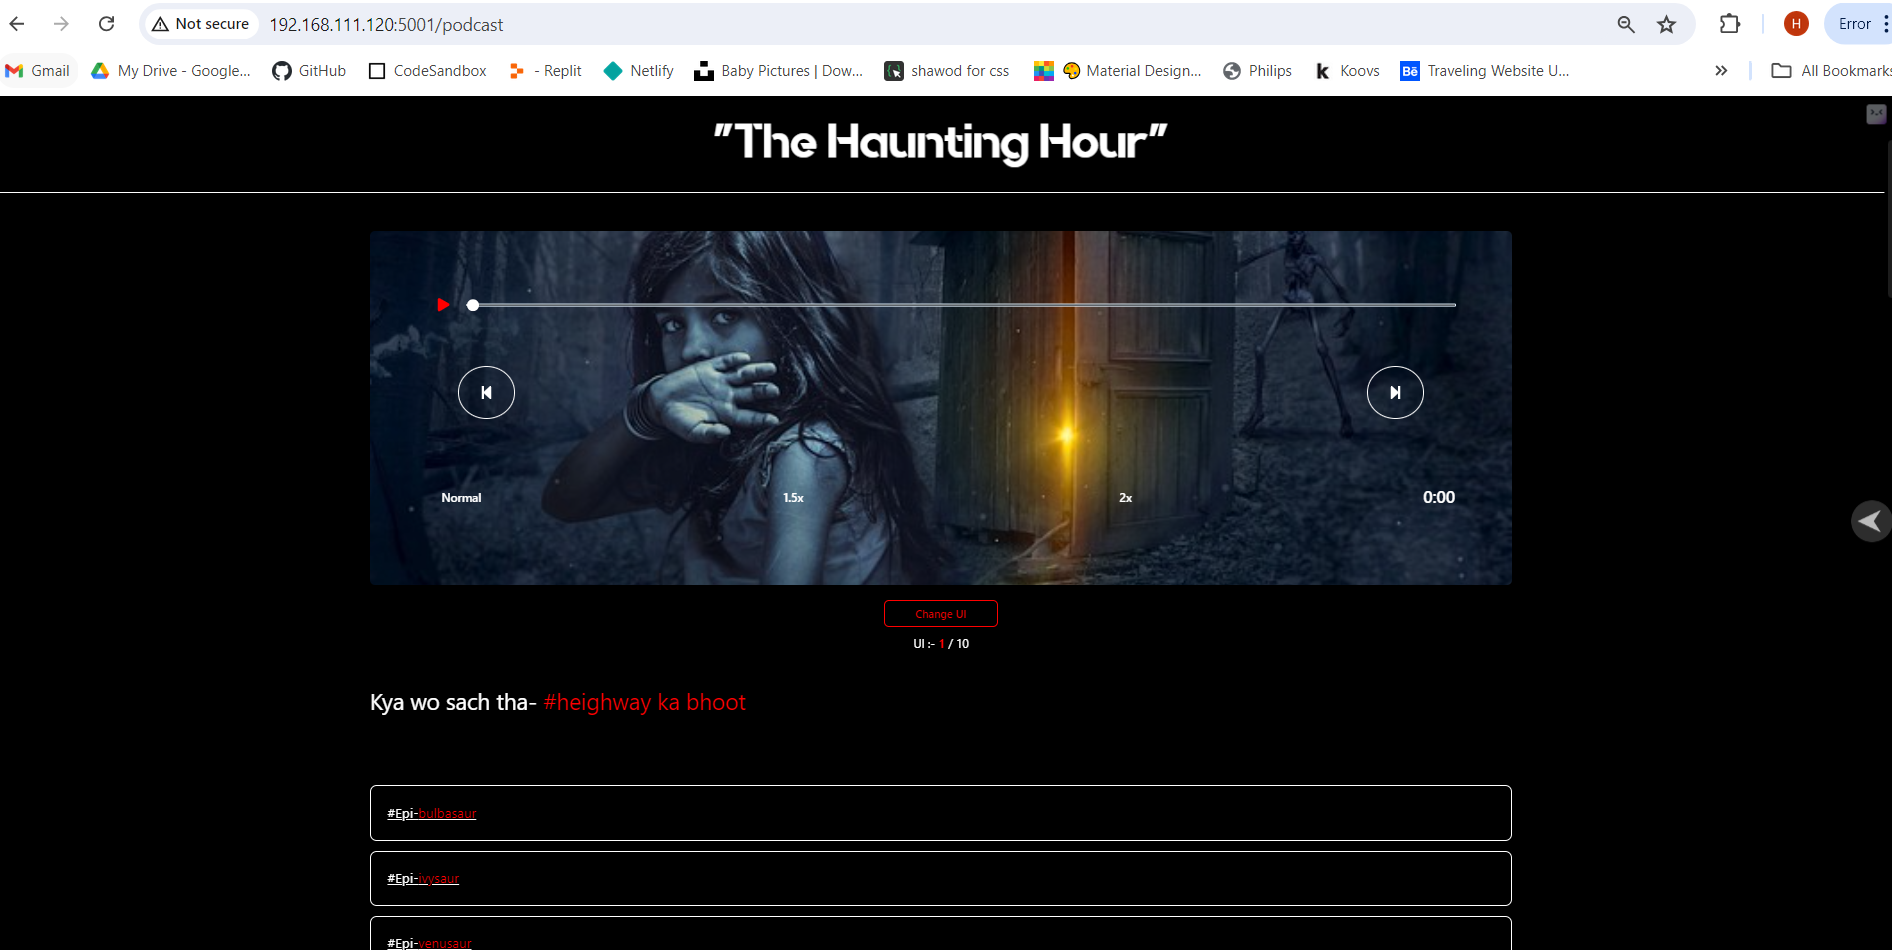 Not secure 192.168.111.120:5001/podcast H Error
Gmail My Drive - Google... GitHub CodeSandbox - Replit Netlify Baby Pictures | Dow... shawod for css Material Design... Philips k Koovs Bē Traveling Website U... » All Bookmarks
"The Haunting Hour"
Normal 1.5x 2x 0:00
Change UI
UI :- 1 / 10
Kya wo sach tha- #heighway ka bhoot
#Epi-bulbasaur
#Epi-ivysaur
#Epi-venusaur